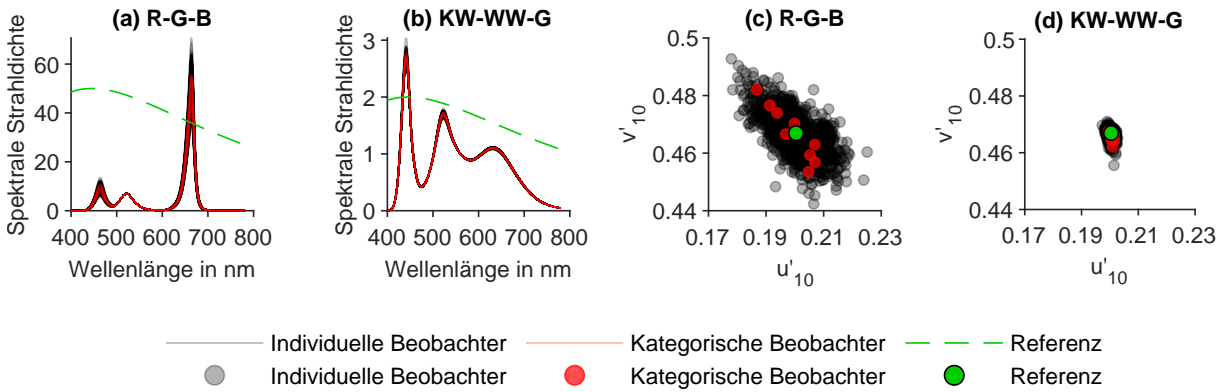 (a) R-G-B
Spektrale Strahldichte
60
40
20
0
400 500 600 700 800
Wellenlänge in nm
(b) KW-WW-G
Spektrale Strahldichte
3
2
1
0
400 500 600 700 800
Wellenlänge in nm
(c) R-G-B
v'10
0.5
0.48
0.46
0.44
0.17 0.19 0.21 0.23
u'10
(d) KW-WW-G
v'10
0.5
0.48
0.46
0.44
0.17 0.19 0.21 0.23
u'10
Individuelle Beobachter Kategorische Beobachter Referenz
Individuelle Beobachter Kategorische Beobachter Referenz